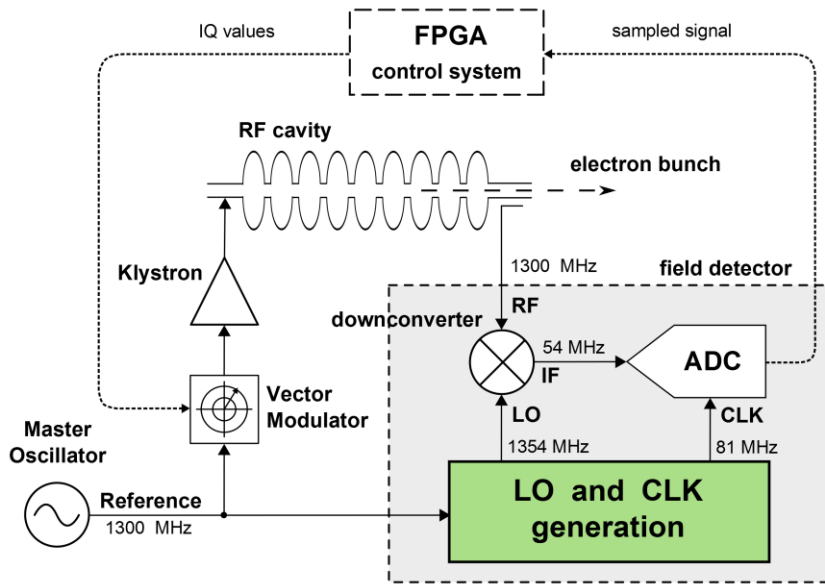 IQ values
FPGA
control system
sampled signal
RF cavity
electron bunch
Klystron
1300 MHz
field detector
RF
downconverter
54 MHz
IF
ADC
Vector
Modulator
LO
CLK
1354 MHz
81 MHz
Master
Oscillator
Reference
1300 MHz
LO and CLK
generation